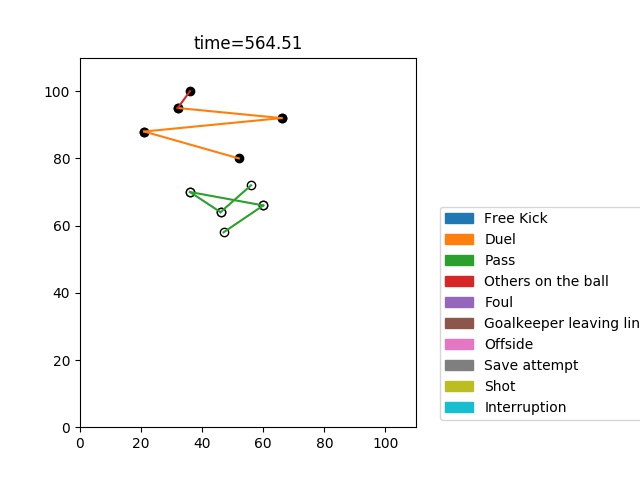 time=564.51
100
80
60
40
20
0
0 20 40 60 80 100
Free Kick
Duel
Pass
Others on the ball
Foul
Goalkeeper leaving lin
Offside
Save attempt
Shot
Interruption